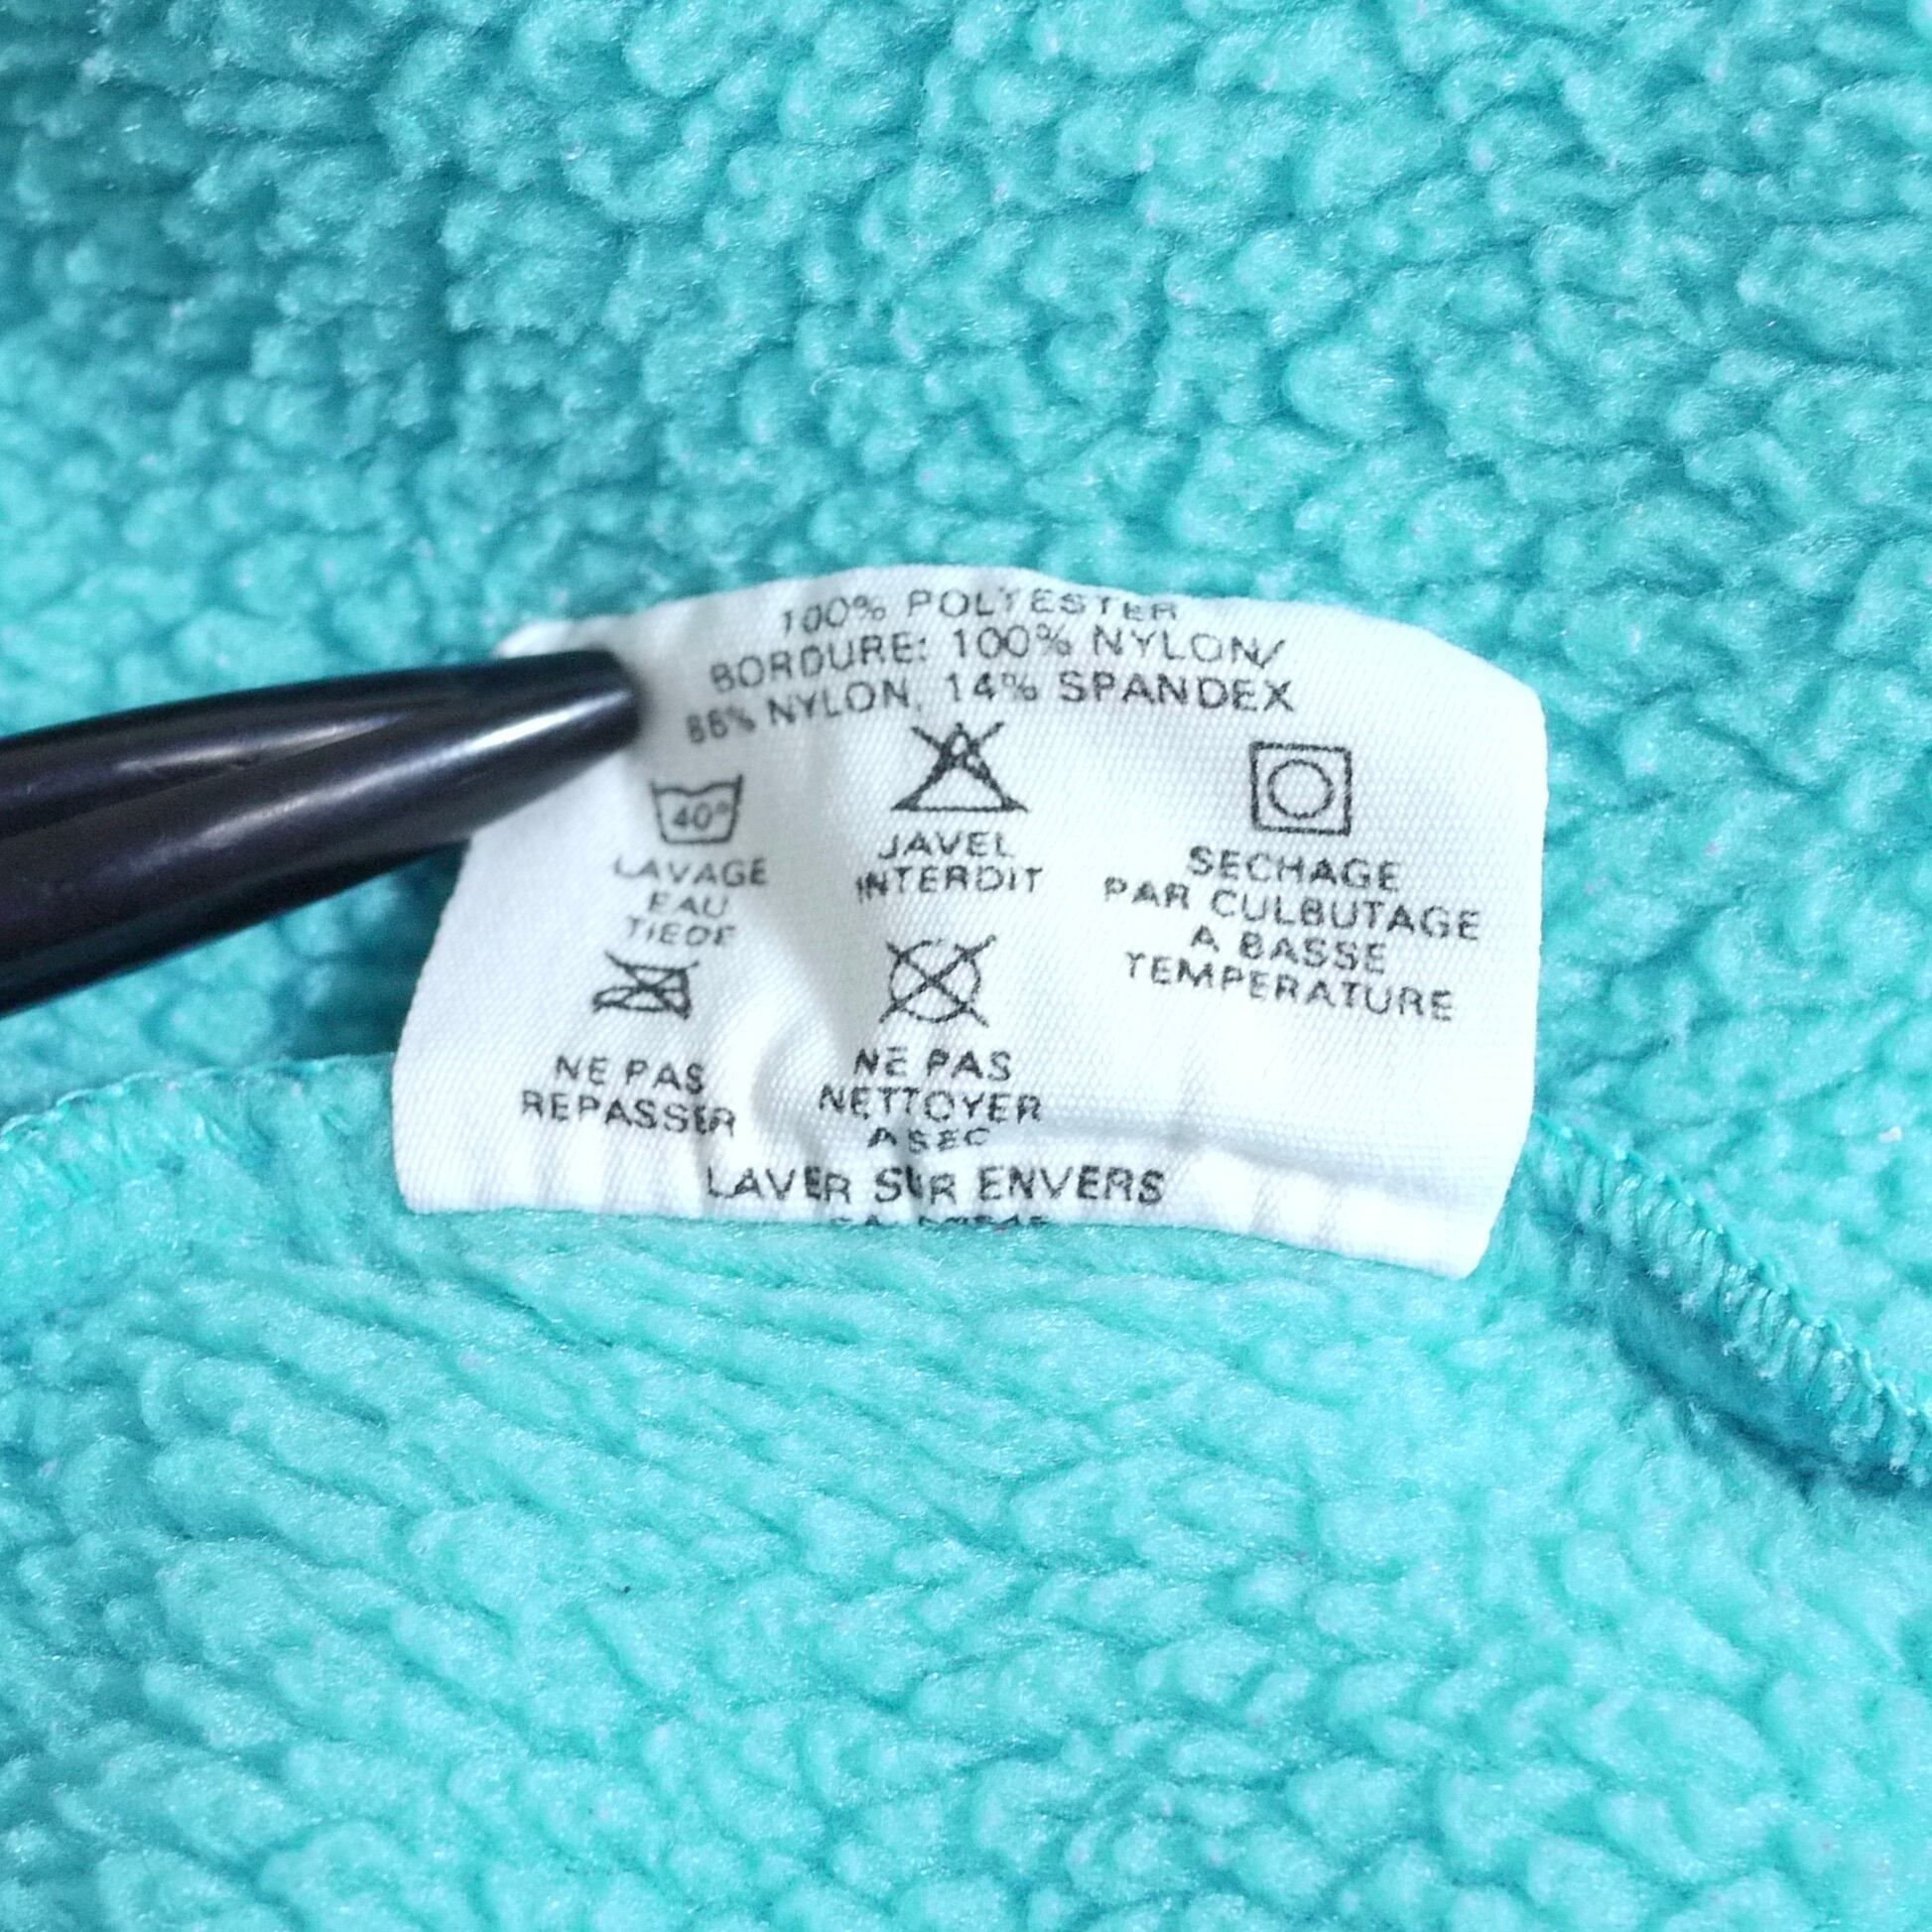 100% POLYESTER
BORDURE: 100% NYLON/
86% NYLON, 14% SPANDEX
40°
LAVAGE
EAU
TIEDE
JAVEL
INTERDIT
SECHAGE
PAR CULBUTAGE
A BASSE
TEMPERATURE
NE PAS
REPASSER
NE PAS
NETTOYER
A SEC
LAVER SUR ENVERS